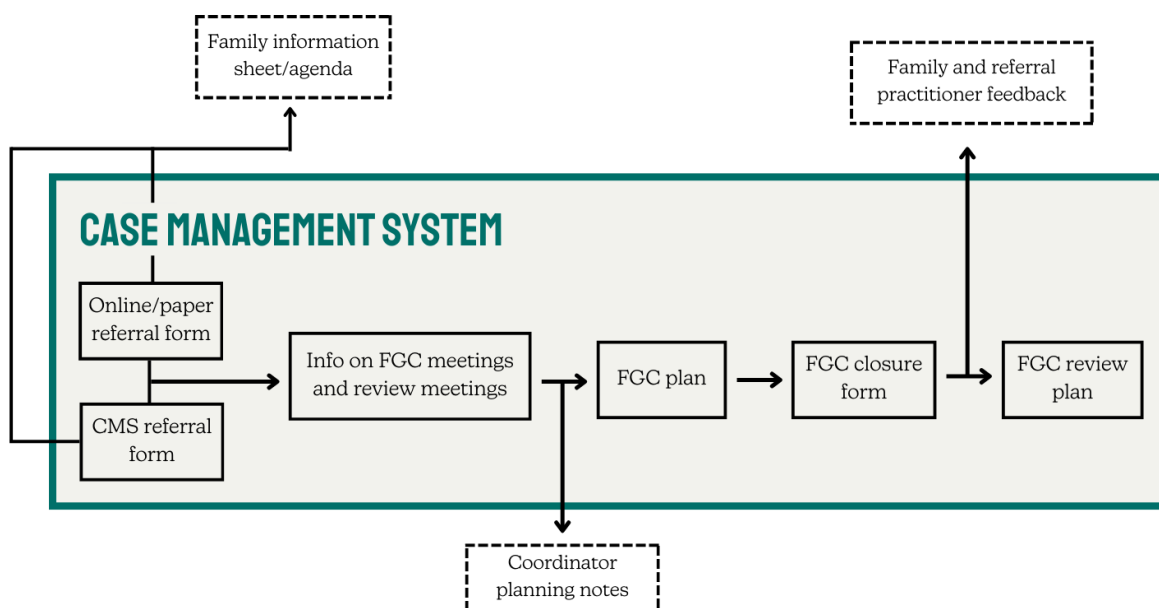 Family information
sheet/agenda
Family and referral
practitioner feedback
CASE MANAGEMENT SYSTEM
Online/paper
referral form
CMS referral
form
Info on FGC meetings
and review meetings
FGC plan
FGC closure
form
FGC review
plan
Coordinator
planning notes